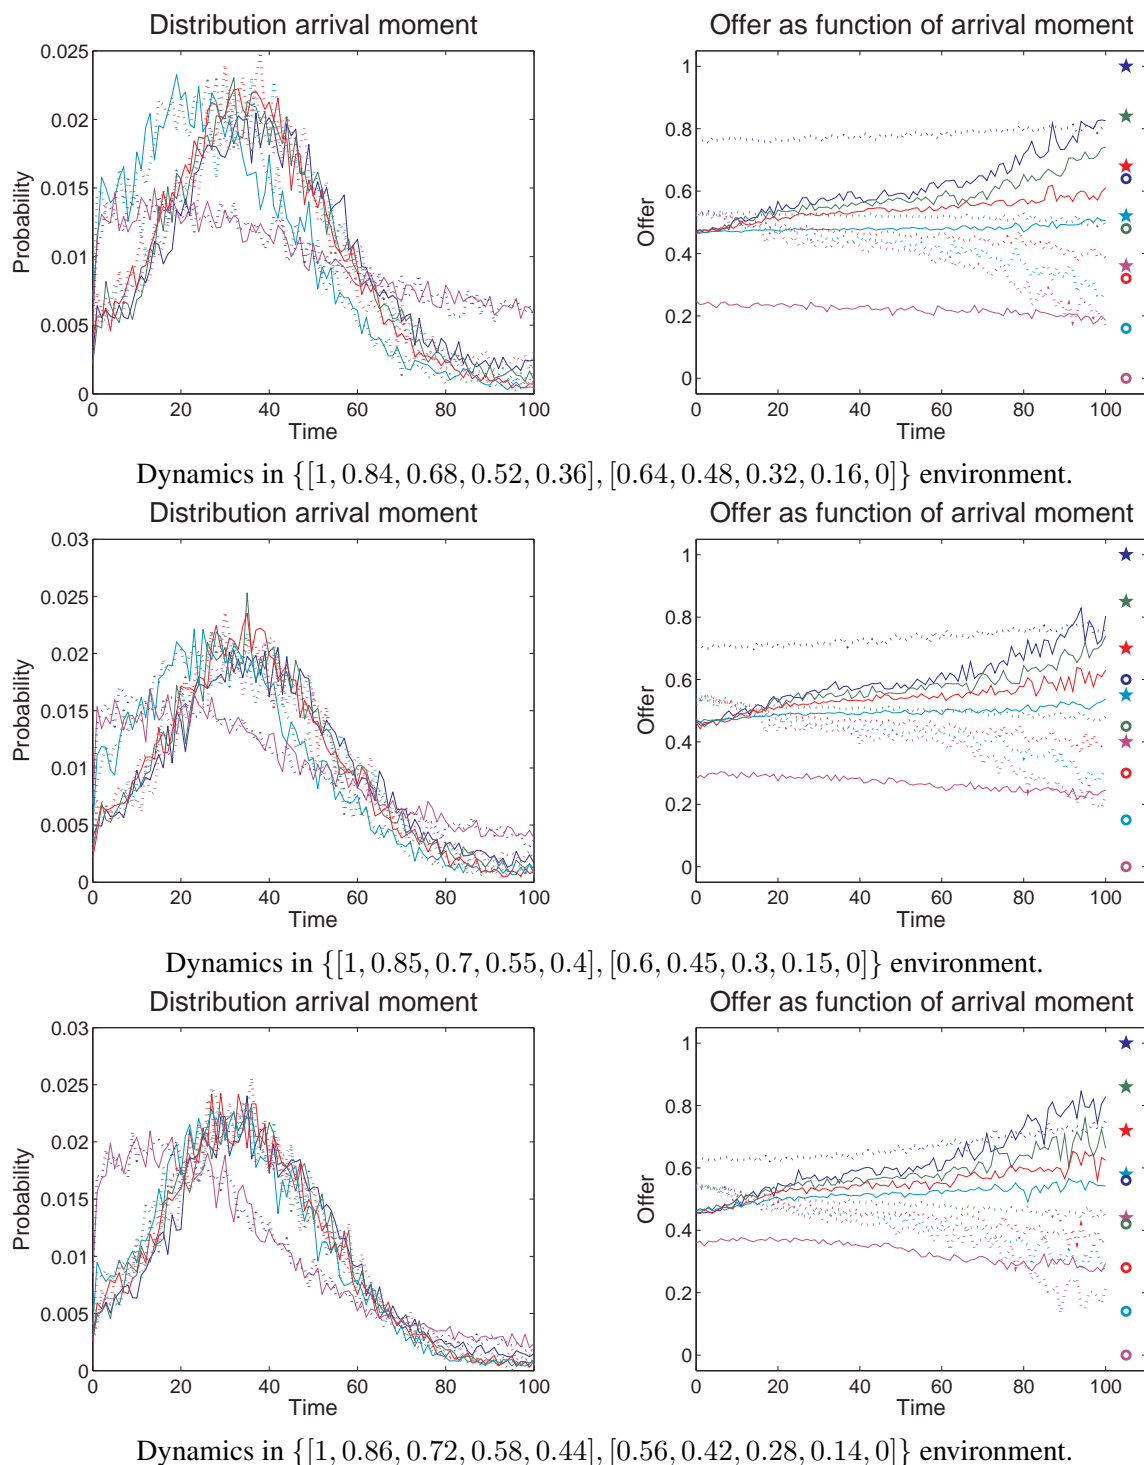 Distribution arrival moment
Offer as function of arrival moment
0.025
0.02
0.015
0.01
0.005
0
Probability
0 20 40 60 80 100
Time
1
0.8
0.6
0.4
0.2
0
Offer
0 20 40 60 80 100
Time
Dynamics in {[1, 0.84, 0.68, 0.52, 0.36], [0.64, 0.48, 0.32, 0.16, 0]} environment.
Distribution arrival moment
Offer as function of arrival moment
0.03
0.025
0.02
0.015
0.01
0.005
0
Probability
0 20 40 60 80 100
Time
1
0.8
0.6
0.4
0.2
0
Offer
0 20 40 60 80 100
Time
Dynamics in {[1, 0.85, 0.7, 0.55, 0.4], [0.6, 0.45, 0.3, 0.15, 0]} environment.
Distribution arrival moment
Offer as function of arrival moment
0.03
0.025
0.02
0.015
0.01
0.005
0
Probability
0 20 40 60 80 100
Time
1
0.8
0.6
0.4
0.2
0
Offer
0 20 40 60 80 100
Time
Dynamics in {[1, 0.86, 0.72, 0.58, 0.44], [0.56, 0.42, 0.28, 0.14, 0]} environment.